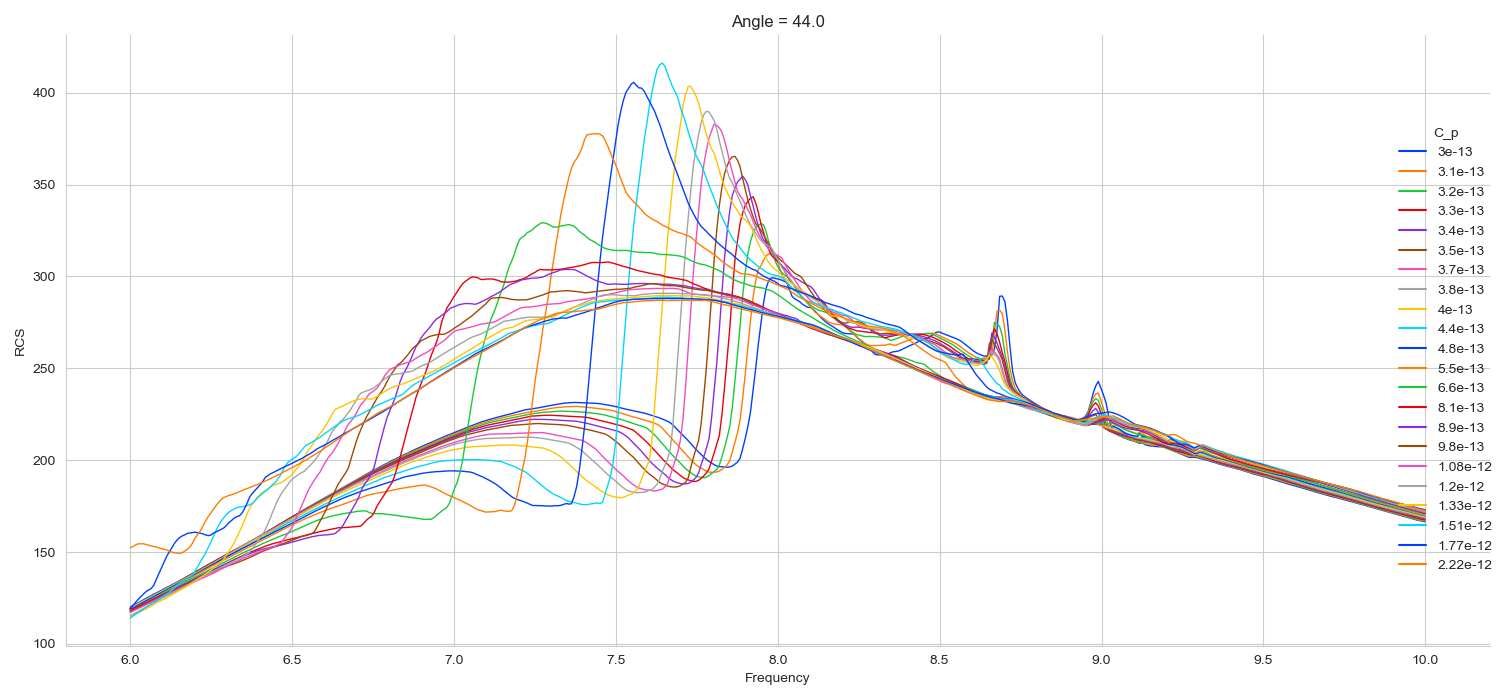 Angle = 44.0
RCS
400
350
300
250
200
150
100
6.0 6.5 7.0 7.5 8.0 8.5 9.0 9.5 10.0
Frequency
C_p
3e-13
3.1e-13
3.2e-13
3.3e-13
3.4e-13
3.5e-13
3.7e-13
3.8e-13
4e-13
4.4e-13
4.8e-13
5.5e-13
6.6e-13
8.1e-13
8.9e-13
9.8e-13
1.08e-12
1.2e-12
1.33e-12
1.51e-12
1.77e-12
2.22e-12